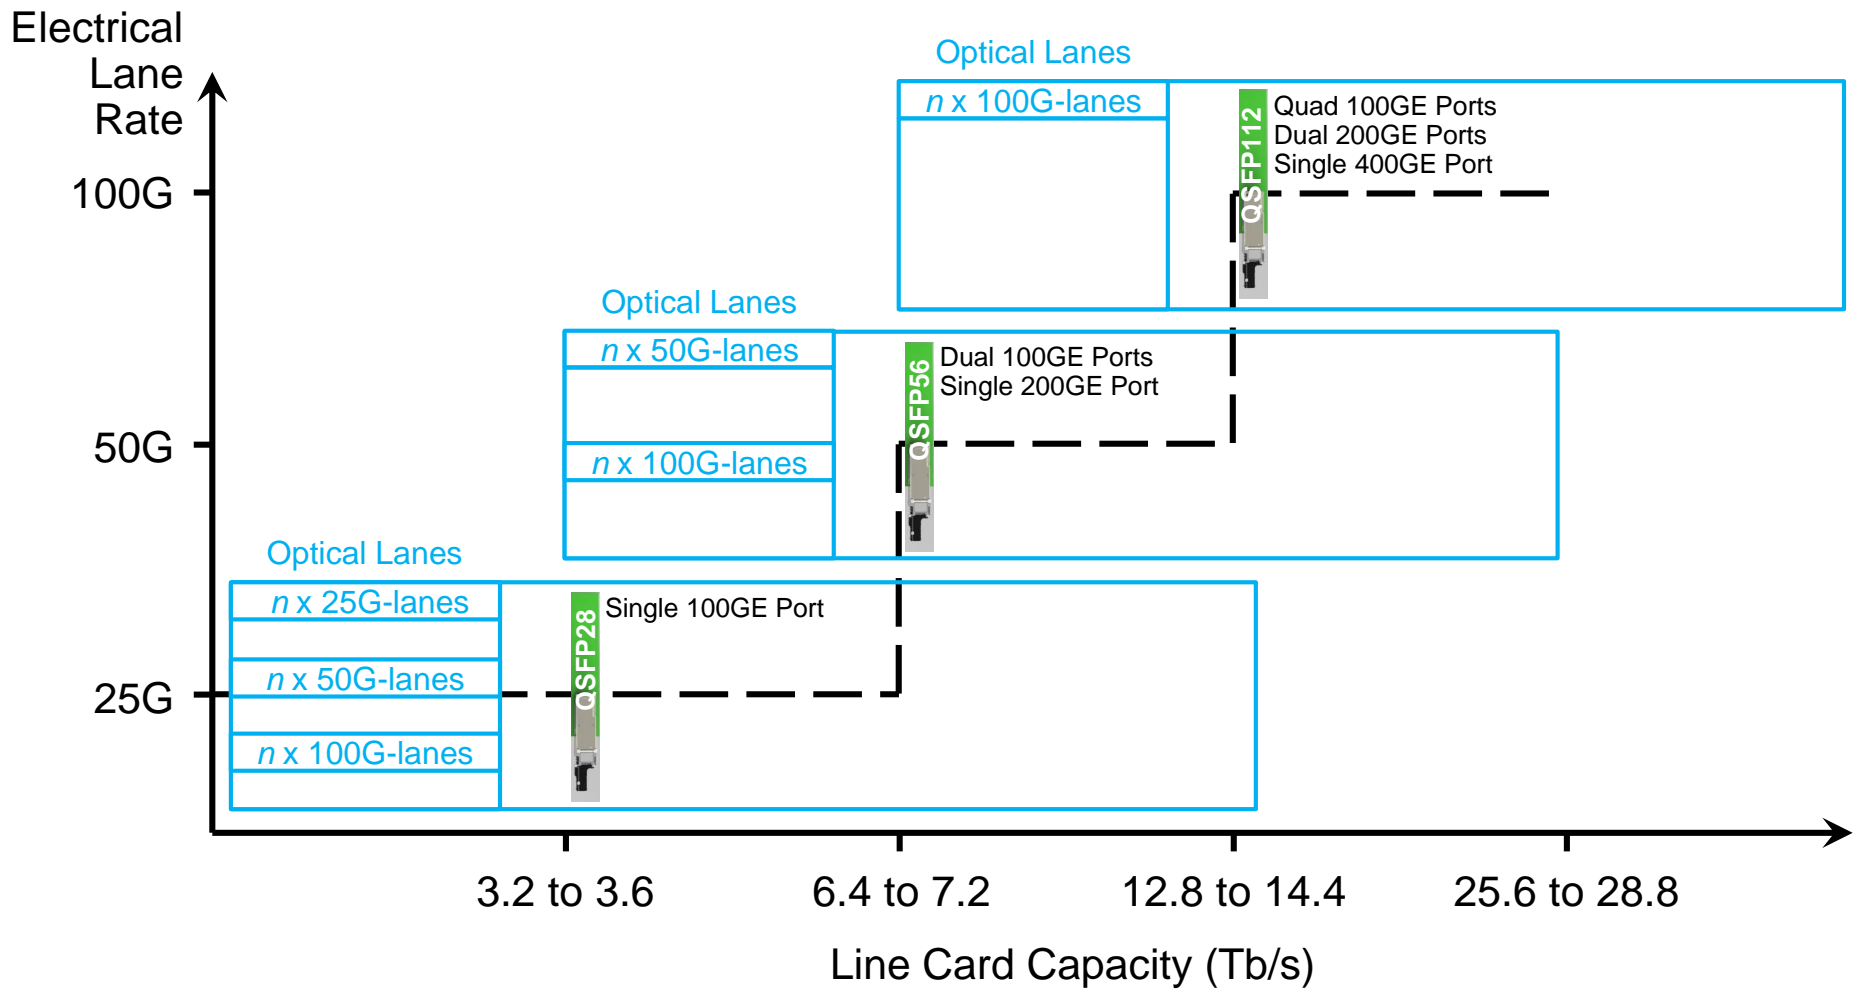 Electrical
Lane
Rate
100G
50G
25G
Optical Lanes
n x 100G-lanes
QSFP112
Quad 100GE Ports
Dual 200GE Ports
Single 400GE Port
Optical Lanes
n x 50G-lanes
n x 100G-lanes
QSFP56
Dual 100GE Ports
Single 200GE Port
Optical Lanes
n x 25G-lanes
n x 50G-lanes
n x 100G-lanes
QSFP28
Single 100GE Port
3.2 to 3.6
6.4 to 7.2
12.8 to 14.4
25.6 to 28.8
Line Card Capacity (Tb/s)